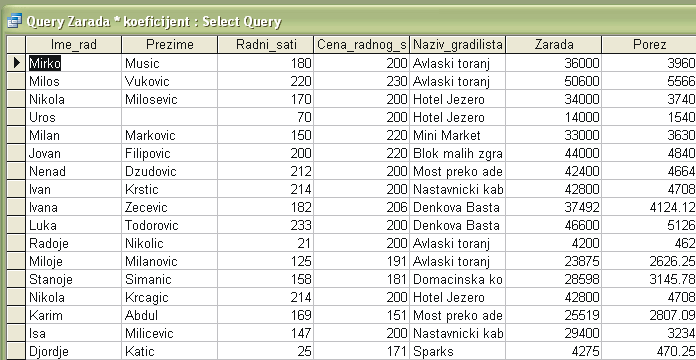 Query Zarada * koeficijent : Select Query
Ime_rad Prezime Radni_sati Cena_radnog_s Naziv_gradilista Zarada Porez
Mirko Music 180 200 Avlaski toranj 36000 3960
Milos Vukovic 220 230 Avlaski toranj 50600 5566
Nikola Milosevic 170 200 Hotel Jezero 34000 3740
Uros 70 200 Hotel Jezero 14000 1540
Milan Markovic 150 220 Mini Market 33000 3630
Jovan Filipovic 200 220 Blok malih zgra 44000 4840
Nenad Dzudovic 212 200 Most preko ade 42400 4664
Ivan Krstic 214 200 Nastavnicki kab 42800 4708
Ivana Zecevic 182 206 Denkova Basta 37492 4124.12
Luka Todorovic 233 200 Denkova Basta 46600 5126
Radoje Nikolic 21 200 Avlaski toranj 4200 462
Miloje Milanovic 125 191 Avlaski toranj 23875 2626.25
Stanoje Simanic 158 181 Domacinska ko 28598 3145.78
Nikola Krcagic 214 200 Hotel Jezero 42800 4708
Karim Abdul 169 151 Most preko ade 25519 2807.09
Isa Milicevic 147 200 Nastavnicki kab 29400 3234
Djordje Katic 25 171 Sparks 4275 470.25